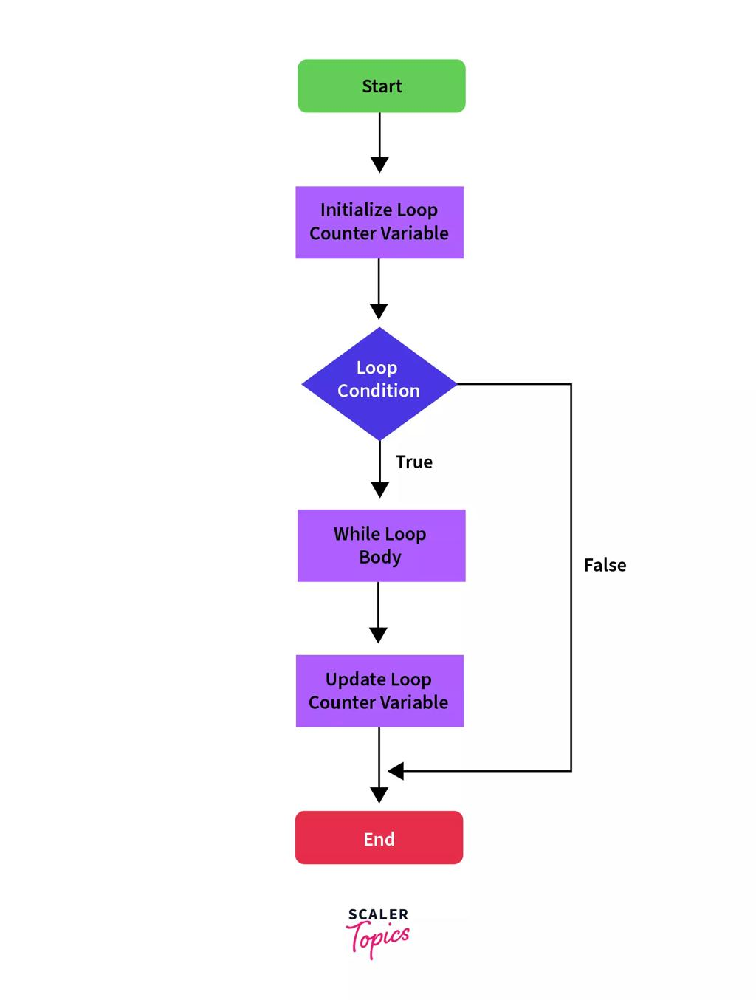 Start
Initialize Loop
Counter Variable
Loop
Condition
True
While Loop
Body
False
Update Loop
Counter Variable
End
SCALER
Topics